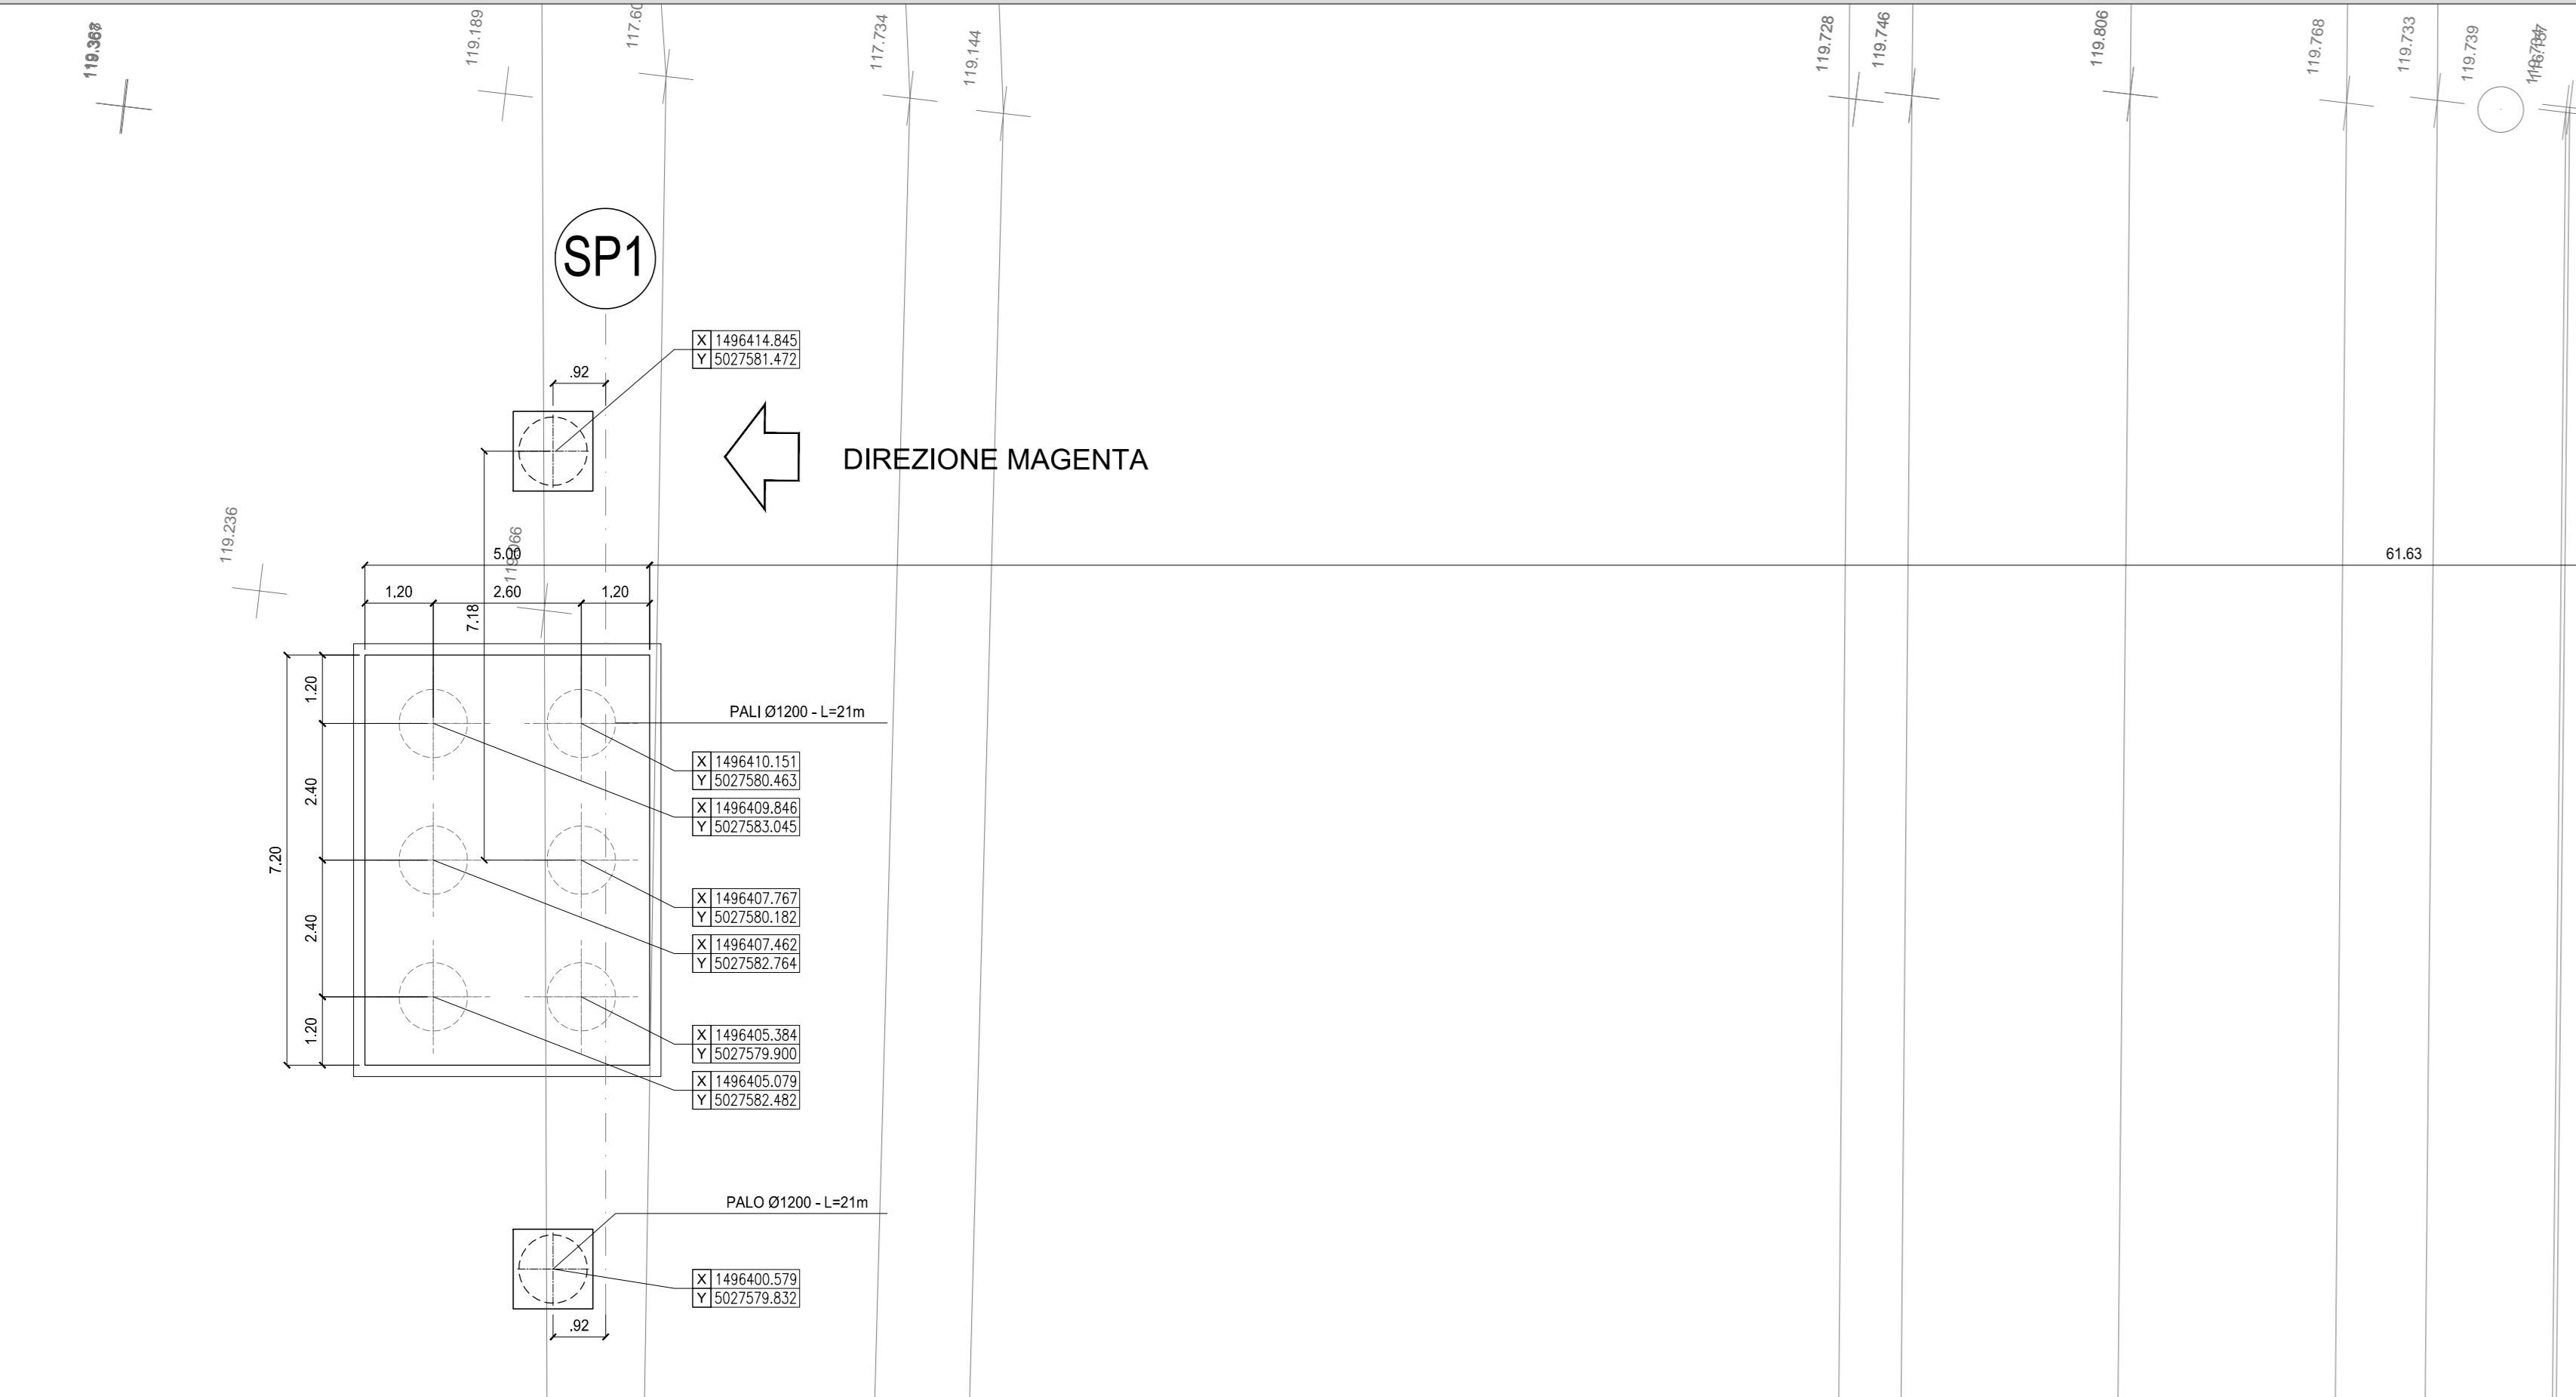 119.189
117.734
119.144
119.728
119.746
119.806
119.768
119.733
119.739
SP1
X 1496414.845
Y 5027581.472
.92
DIREZIONE MAGENTA
119.236
119.066
5.00
61.63
1.20
2.60
1.20
7.18
1.20
PALI Ø1200 - L=21m
X 1496410.151
Y 5027580.463
2.40
X 1496409.846
Y 5027583.045
7.20
X 1496407.767
Y 5027580.182
2.40
X 1496407.462
Y 5027582.764
1.20
X 1496405.384
Y 5027579.900
X 1496405.079
Y 5027582.482
PALO Ø1200 - L=21m
X 1496400.579
Y 5027579.832
.92